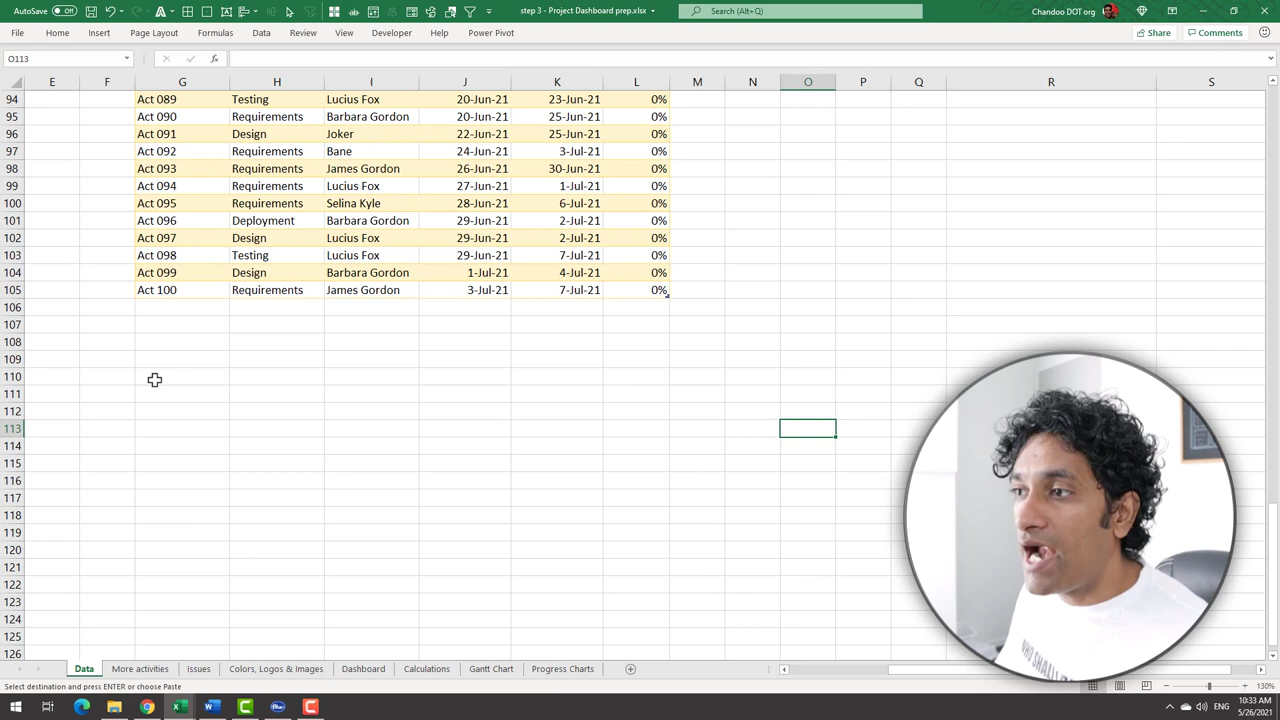 AutoSave Off step 3 - Project Dashboard prep.xlsx Search (Alt+Q) Chandoo DOT org
File Home Insert Page Layout Formulas Data Review View Developer Help Power Pivot Share Comments
O113 fx
E F G H I J K L M N O P Q R S
94 Act 089 Testing Lucius Fox 20-Jun-21 23-Jun-21 0%
95 Act 090 Requirements Barbara Gordon 20-Jun-21 25-Jun-21 0%
96 Act 091 Design Joker 22-Jun-21 25-Jun-21 0%
97 Act 092 Requirements Bane 24-Jun-21 3-Jul-21 0%
98 Act 093 Requirements James Gordon 26-Jun-21 30-Jun-21 0%
99 Act 094 Requirements Lucius Fox 27-Jun-21 1-Jul-21 0%
100 Act 095 Requirements Selina Kyle 28-Jun-21 6-Jul-21 0%
101 Act 096 Deployment Barbara Gordon 29-Jun-21 2-Jul-21 0%
102 Act 097 Design Lucius Fox 29-Jun-21 2-Jul-21 0%
103 Act 098 Testing Lucius Fox 29-Jun-21 7-Jul-21 0%
104 Act 099 Design Barbara Gordon 1-Jul-21 4-Jul-21 0%
105 Act 100 Requirements James Gordon 3-Jul-21 7-Jul-21 0%
106
107
108
109
110
111
112
113
114
115
116
117
118
119
120
121
122
123
124
125
126
Data More activities Issues Colors, Logos & Images Dashboard Calculations Gantt Chart Progress Charts
Select destination and press ENTER or choose Paste 130%
ENG 10:33 AM
5/26/2021